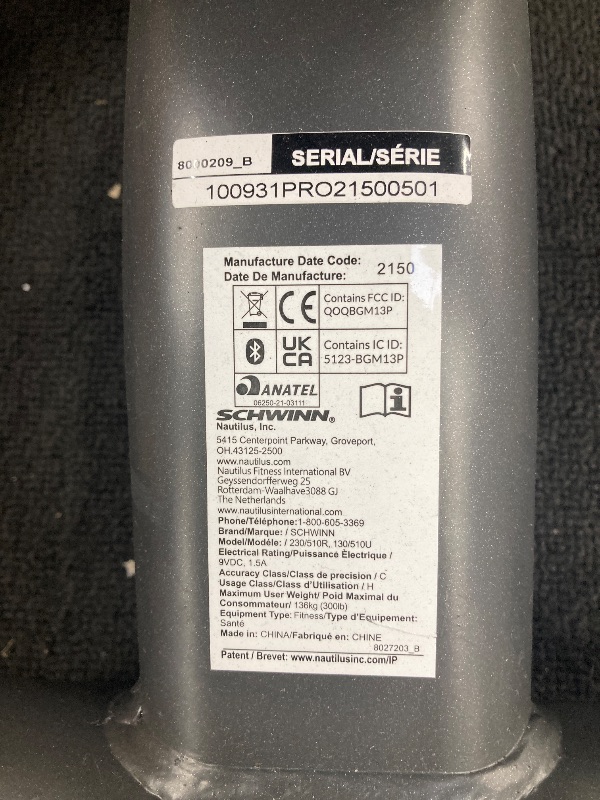 8000209_B SERIAL/SÉRIE
100931PRO21500501
Manufacture Date Code:
Date De Manufacture: 2150
CE Contains FCC ID:
QOQBGM13P
UK
CA Contains IC ID:
5123-BGM13P
ANATEL
06250-21-03111
SCHWINN®
Nautilus, Inc.
5415 Centerpoint Parkway, Groveport,
OH.43125-2500
www.nautilus.com
Nautilus Fitness International BV
Geyssendorfferweg 25
Rotterdam-Waalhave3088 GJ
The Netherlands
www.nautilusinternational.com
Phone/Téléphone:1-800-605-3369
Brand/Marque: / SCHWINN
Model/Modéle: / 230/510R, 130/510U
Electrical Rating/Puissance Èlectrique /
9VDC, 1.5A
Accuracy Class/Class de precision / C
Usage Class/Class d'Utilisation / H
Maximum User Weight/ Poid Maximal du
Consommateur/ 136kg (300lb)
Equipment Type: Fitness/Type d'Equipement:
Santé
Made in: CHINA/Fabriqué en: CHINE
8027203_B
Patent / Brevet: www.nautilusinc.com/IP